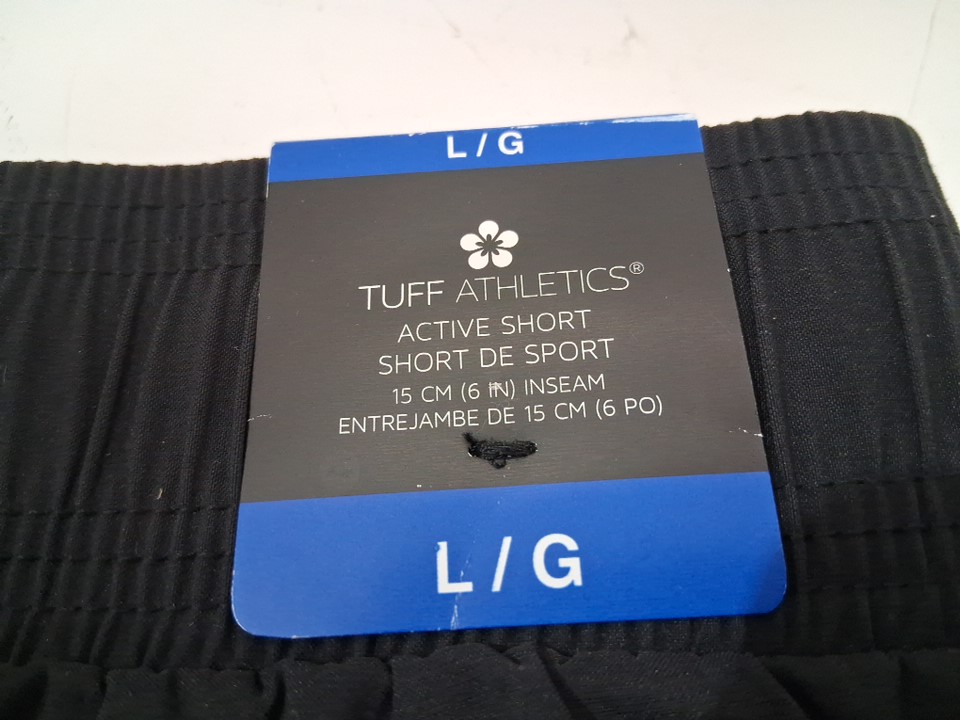 L / G
TUFF ATHLETICS®
ACTIVE SHORT
SHORT DE SPORT
15 CM (6 IN) INSEAM
ENTREJAMBE DE 15 CM (6 PO)
L / G